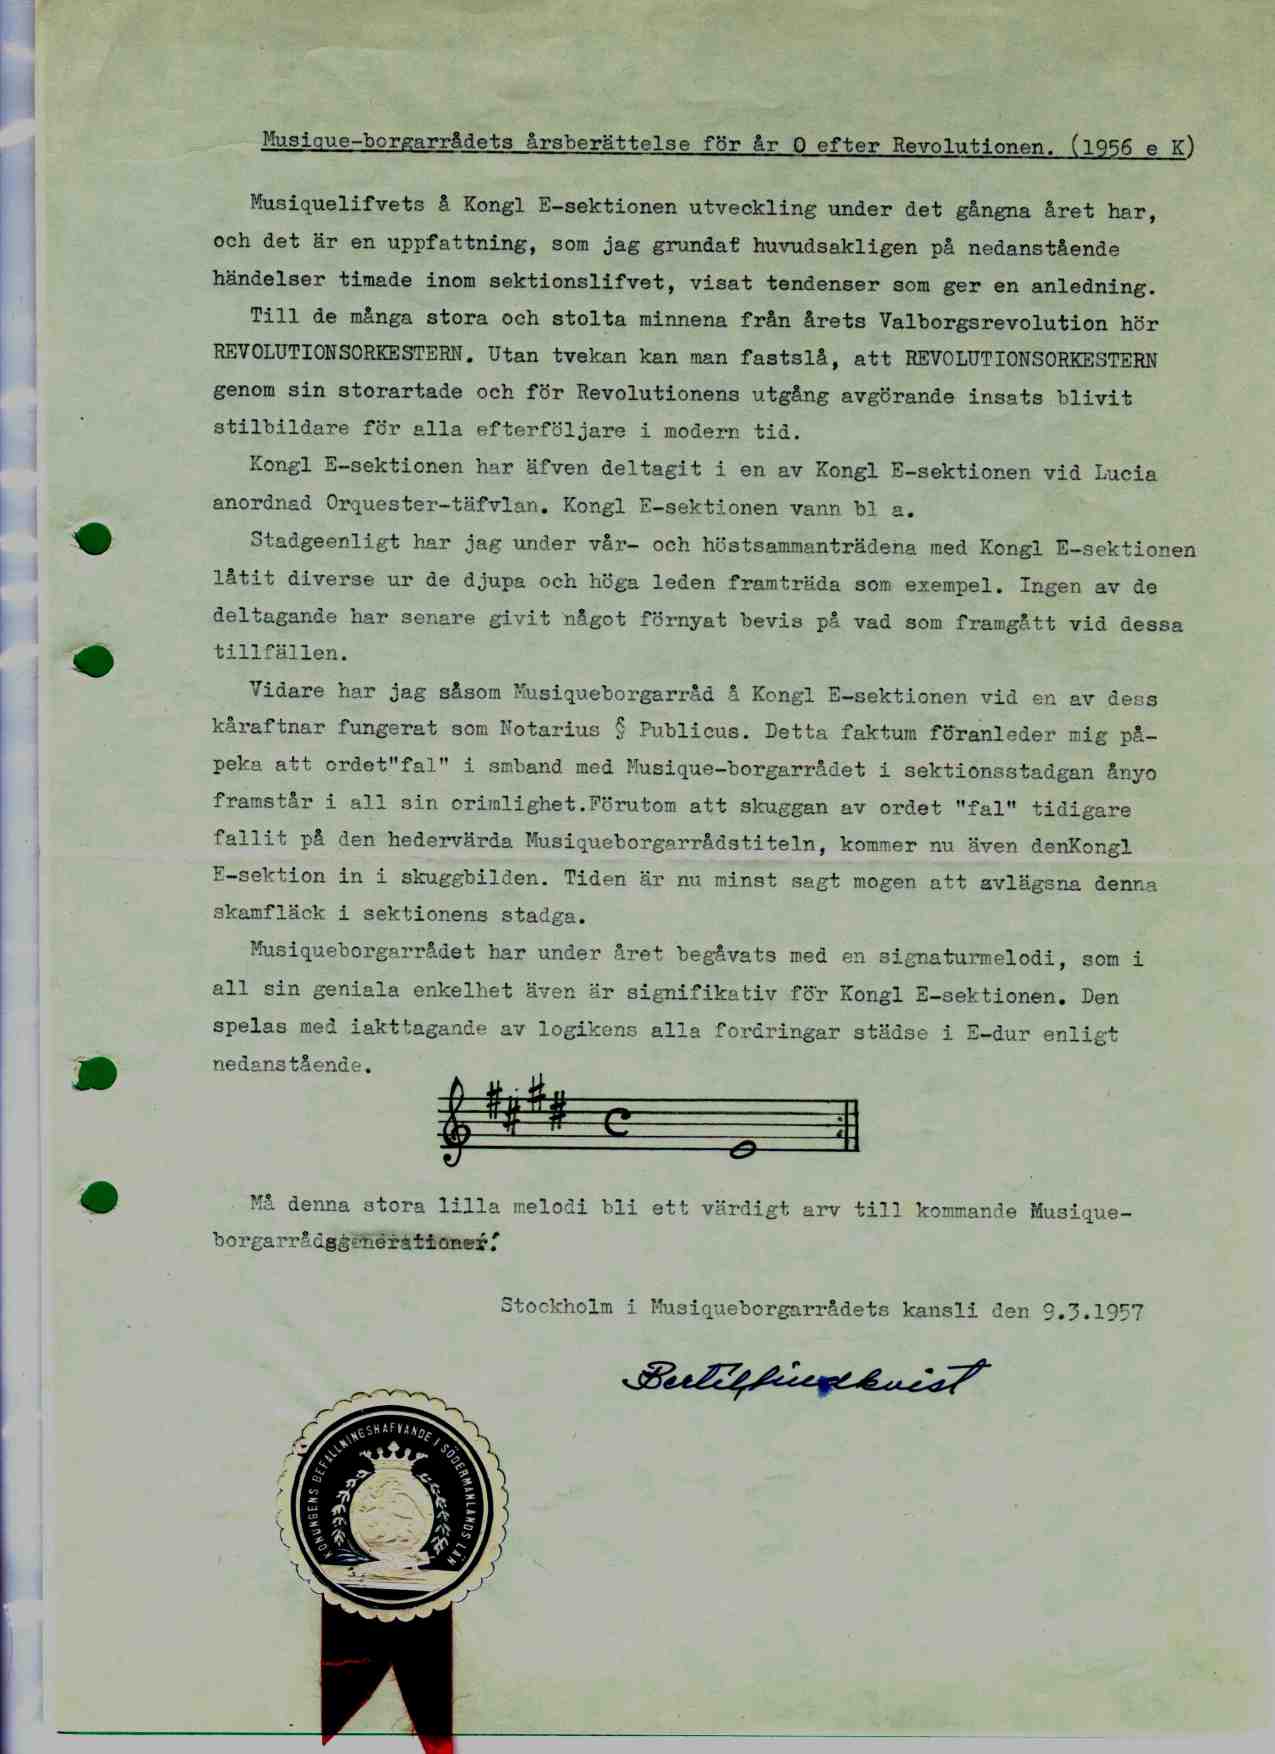 Musique-borgarrådets årsberättelse för år 0 efter Revolutionen. (1956 e K)
Musiquelifvets å Kongl E-sektionen utveckling under det gångna året har,
och det är en uppfattning, som jag grundat huvudsakligen på nedanstående
händelser timade inom sektionslifvet, visat tendenser som ger en anledning.
Till de många stora och stolta minnena från årets Valborgsrevolution hör
REVOLUTIONSORKESTERN. Utan tvekan kan man fastslå, att REVOLUTIONSORKESTERN
genom sin storartade och för Revolutionens utgång avgörande insats blivit
stilbildare för alla efterföljare i modern tid.
Kongl E-sektionen har äfven deltagit i en av Kongl E-sektionen vid Lucia
anordnad Orquester-täfvlan. Kongl E-sektionen vann bl a.
Stadgeenligt har jag under vår- och höstsammanträdena med Kongl E-sektionen
låtit diverse ur de djupa och höga leden framträda som exempel. Ingen av de
deltagande har senare givit något förnyat bevis på vad som framgått vid dessa
tillfällen.
Vidare har jag såsom Musiqueborgarråd å Kongl E-sektionen vid en av dess
kåraftnar fungerat som Notarius § Publicus. Detta faktum föranleder mig på-
peka att ordet"fal" i smband med Musique-borgarrådet i sektionsstadgan ånyo
framstår i all sin orimlighet.Förutom att skuggan av ordet "fal" tidigare
fallit på den hedervärda Musiqueborgarrådstiteln, kommer nu även denKongl
E-sektion in i skuggbilden. Tiden är nu minst sagt mogen att avlägsna denna
skamfläck i sektionens stadga.
Musiqueborgarrådet har under året begåvats med en signaturmelodi, som i
all sin geniala enkelhet även är signifikativ för Kongl E-sektionen. Den
spelas med iakttagande av logikens alla fordringar städse i E-dur enligt
nedanstående.
C
Må denna stora lilla melodi bli ett värdigt arv till kommande Musique-
borgarrådsgenerationer!
Stockholm i Musiqueborgarrådets kansli den 9.3.1957
Bertil Lindkvist
KONUNGENS BEFALLNINGSHAFVANDE I SÖDERMANLANDS LÄN